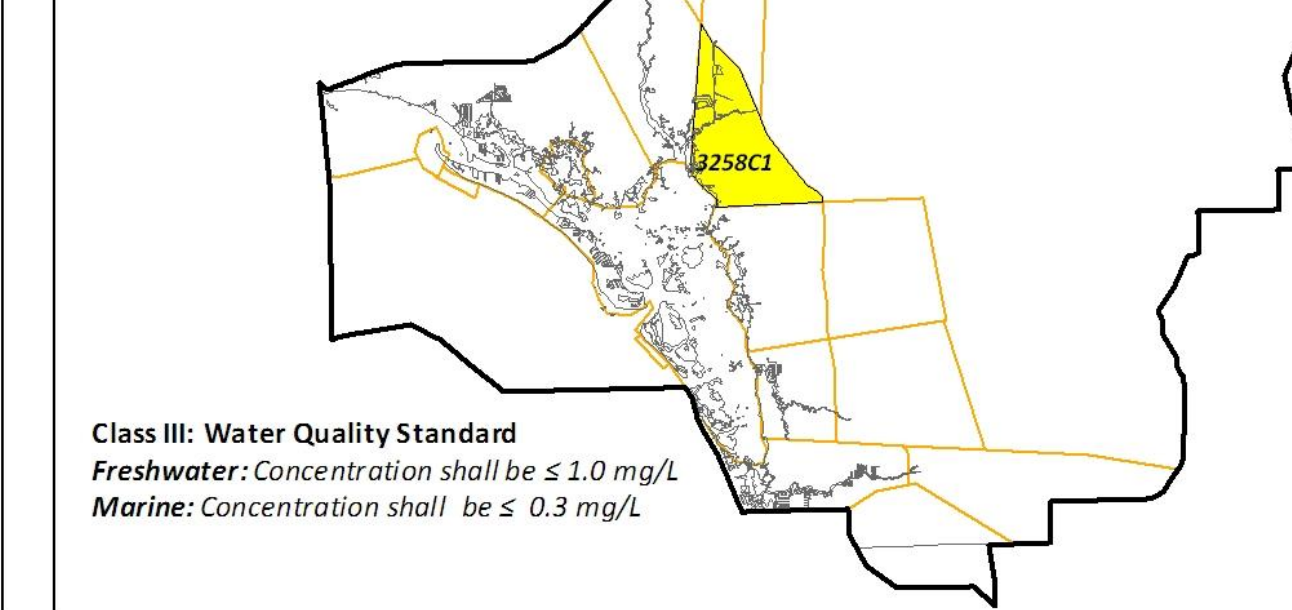 3258C1
Class III: Water Quality Standard
Freshwater: Concentration shall be ≤ 1.0 mg/L
Marine: Concentration shall be ≤ 0.3 mg/L